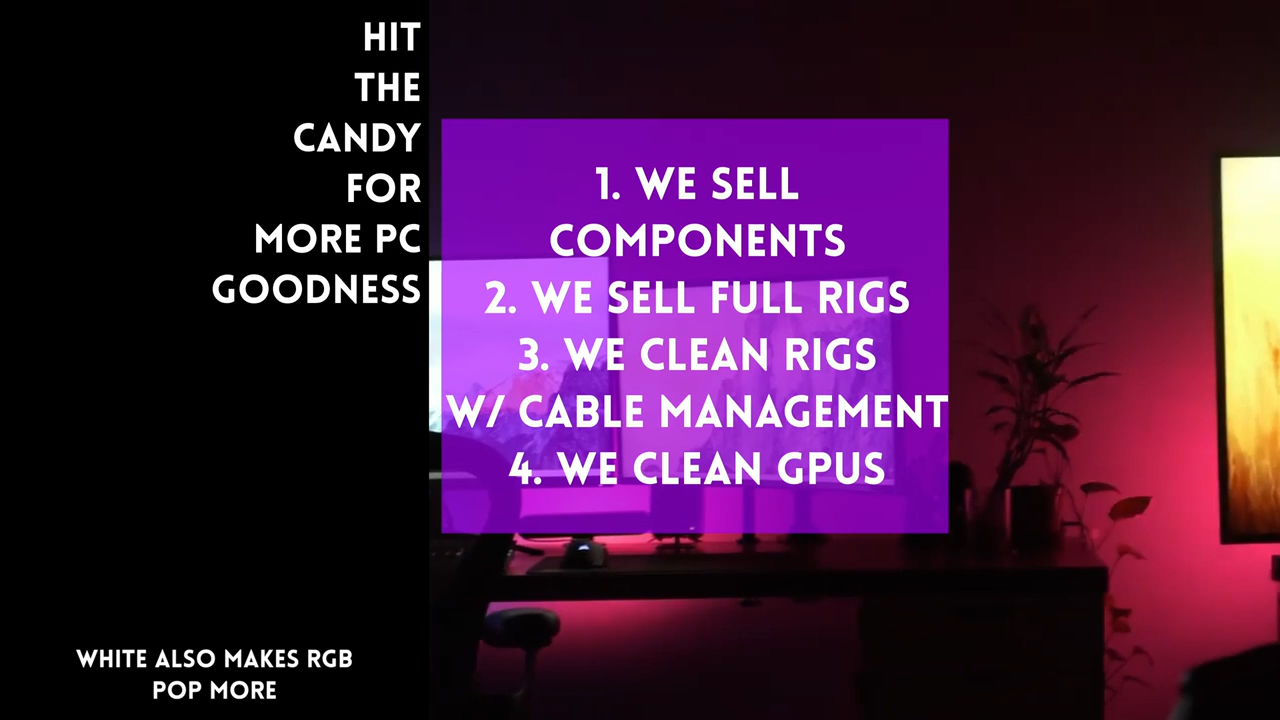 HIT
THE
CANDY
FOR
MORE PC
GOODNESS
1. WE SELL
COMPONENTS
2. WE SELL FULL RIGS
3. WE CLEAN RIGS
W/ CABLE MANAGEMENT
4. WE CLEAN GPUS
WHITE ALSO MAKES RGB
POP MORE